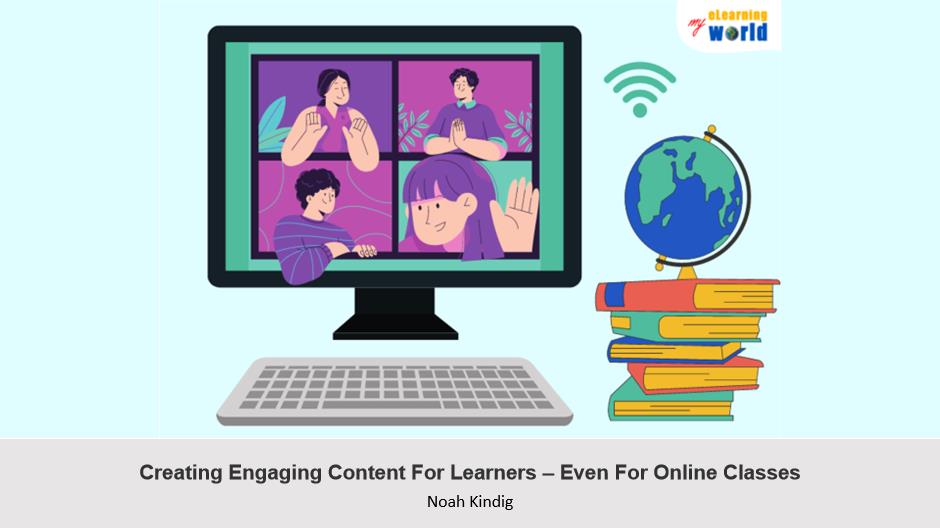 my eLearning
world
Creating Engaging Content For Learners – Even For Online Classes
Noah Kindig